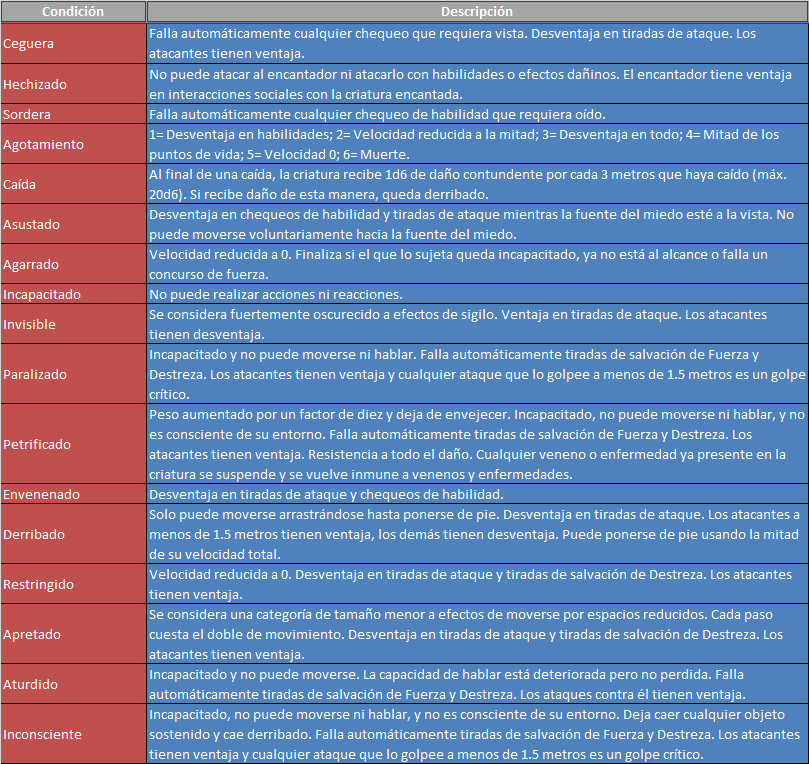 Condición Descripción
Ceguera
Falla automáticamente cualquier chequeo que requiera vista. Desventaja en tiradas de ataque. Los
atacantes tienen ventaja.
Hechizado
No puede atacar al encantador ni atacarlo con habilidades o efectos dañinos. El encantador tiene ventaja
en interacciones sociales con la criatura encantada.
Sordera
Falla automáticamente cualquier chequeo de habilidad que requiera oído.
Agotamiento
1= Desventaja en habilidades; 2= Velocidad reducida a la mitad; 3= Desventaja en todo; 4= Mitad de los
puntos de vida; 5= Velocidad 0; 6= Muerte.
Caída
Al final de una caída, la criatura recibe 1d6 de daño contundente por cada 3 metros que haya caído (máx.
20d6). Si recibe daño de esta manera, queda derribado.
Asustado
Desventaja en chequeos de habilidad y tiradas de ataque mientras la fuente del miedo esté a la vista. No
puede moverse voluntariamente hacia la fuente del miedo.
Agarrado
Velocidad reducida a 0. Finaliza si el que lo sujeta queda incapacitado, ya no está al alcance o falla un
concurso de fuerza.
Incapacitado
No puede realizar acciones ni reacciones.
Invisible
Se considera fuertemente oscurecido a efectos de sigilo. Ventaja en tiradas de ataque. Los atacantes
tienen desventaja.
Paralizado
Incapacitado y no puede moverse ni hablar. Falla automáticamente tiradas de salvación de Fuerza y
Destreza. Los atacantes tienen ventaja y cualquier ataque que lo golpee a menos de 1.5 metros es un golpe
crítico.
Petrificado
Peso aumentado por un factor de diez y deja de envejecer. Incapacitado, no puede moverse ni hablar, y no
es consciente de su entorno. Falla automáticamente tiradas de salvación de Fuerza y Destreza. Los
atacantes tienen ventaja. Resistencia a todo el daño. Cualquier veneno o enfermedad ya presente en la
criatura se suspende y se vuelve inmune a venenos y enfermedades.
Envenenado
Desventaja en tiradas de ataque y chequeos de habilidad.
Derribado
Solo puede moverse arrastrándose hasta ponerse de pie. Desventaja en tiradas de ataque. Los atacantes a
menos de 1.5 metros tienen ventaja, los demás tienen desventaja. Puede ponerse de pie usando la mitad
de su velocidad total.
Restringido
Velocidad reducida a 0. Desventaja en tiradas de ataque y tiradas de salvación de Destreza. Los atacantes
tienen ventaja.
Apretado
Se considera una categoría de tamaño menor a efectos de moverse por espacios reducidos. Cada paso
cuesta el doble de movimiento. Desventaja en tiradas de ataque y tiradas de salvación de Destreza. Los
atacantes tienen ventaja.
Aturdido
Incapacitado y no puede moverse. La capacidad de hablar está deteriorada pero no perdida. Falla
automáticamente tiradas de salvación de Fuerza y Destreza. Los ataques contra él tienen ventaja.
Inconsciente
Incapacitado, no puede moverse ni hablar, y no es consciente de su entorno. Deja caer cualquier objeto
sostenido y cae derribado. Falla automáticamente tiradas de salvación de Fuerza y Destreza. Los atacantes
tienen ventaja y cualquier ataque que lo golpee a menos de 1.5 metros es un golpe crítico.